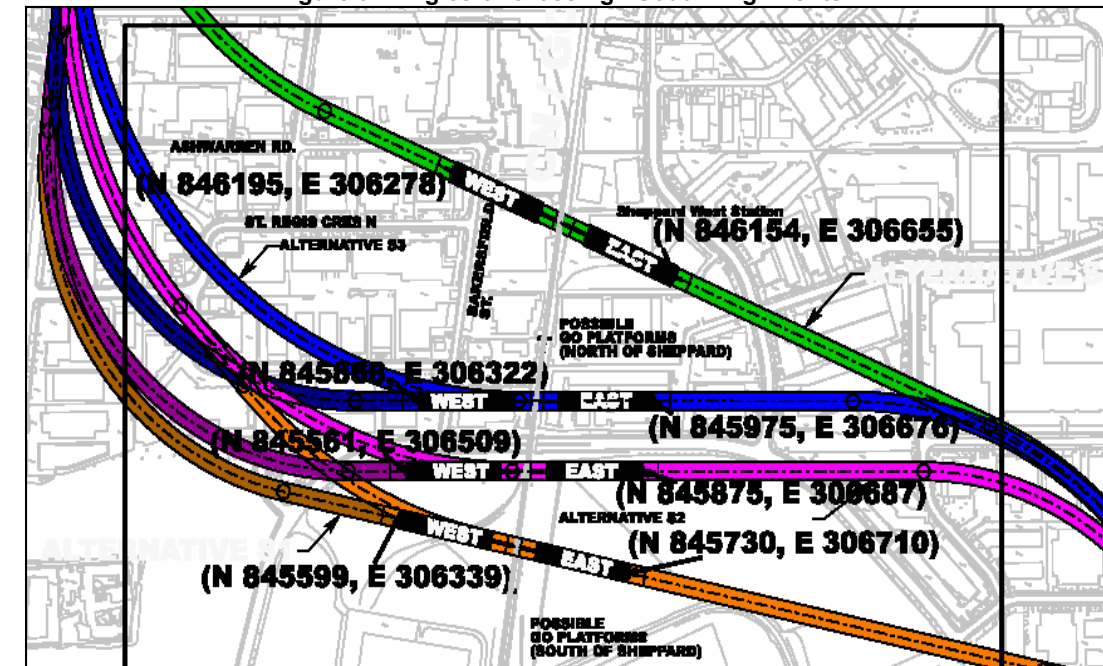 ASHWARREN RD.
(N 846195, E 306278)
WEST
ST. REGIS CRES N
ALTERNATIVE S3
Sheppard West Station
(N 846154, E 306655)
EAST
ST.
POSSIBLE
GO PLATFORMS
(NORTH OF SHEPPARD)
E 306322)
WEST
EAST
(N 845975, E 306676)
(N 845561, E 306509)
WEST
EAST
(N 845875, E 306687)
ALTERNATIVE S2
WEST
EAST
(N 845730, E 306710)
ALTERNATIVE S1
(N 845599, E 306339)
POSSIBLE
GO PLATFORMS
(SOUTH OF SHEPPARD)